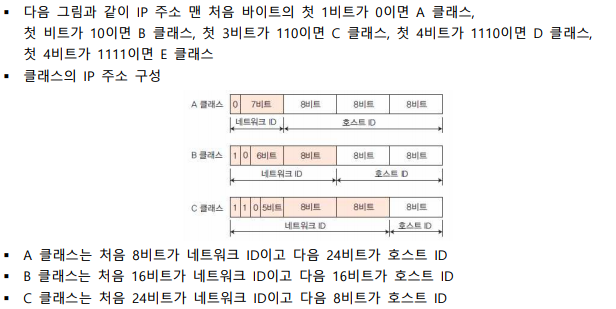 ▪ 다음 그림과 같이 IP 주소 맨 처음 바이트의 첫 1비트가 0이면 A 클래스,
첫 비트가 10이면 B 클래스, 첫 3비트가 110이면 C 클래스, 첫 4비트가 1110이면 D 클래스,
첫 4비트가 1111이면 E 클래스
▪ 클래스의 IP 주소 구성
A 클래스 0 7비트 8비트 8비트 8비트
네트워크 ID 호스트 ID
B 클래스 1 0 6비트 8비트 8비트 8비트
네트워크 ID 호스트 ID
C 클래스 1 1 0 5비트 8비트 8비트 8비트
네트워크 ID 호스트 ID
▪ A 클래스는 처음 8비트가 네트워크 ID이고 다음 24비트가 호스트 ID
▪ B 클래스는 처음 16비트가 네트워크 ID이고 다음 16비트가 호스트 ID
▪ C 클래스는 처음 24비트가 네트워크 ID이고 다음 8비트가 호스트 ID